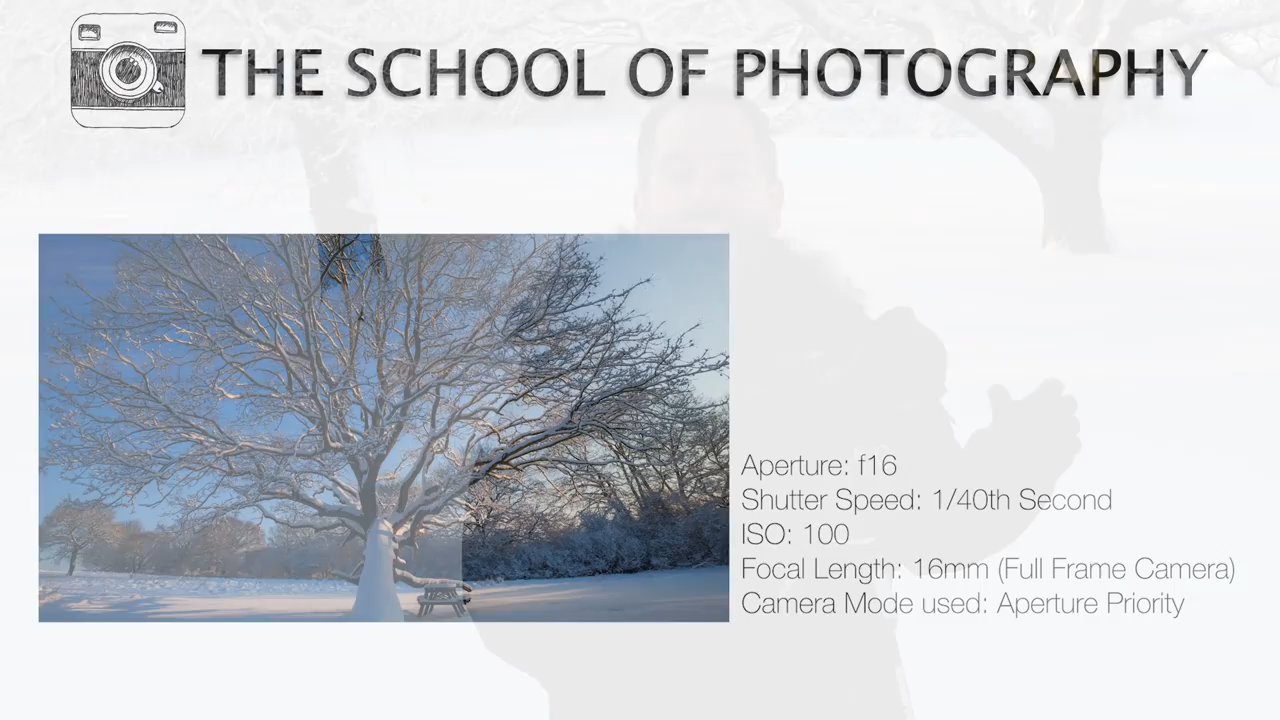 THE SCHOOL OF PHOTOGRAPHY
Aperture: f16
Shutter Speed: 1/40th Second
ISO: 100
Focal Length: 16mm (Full Frame Camera)
Camera Mode used: Aperture Priority